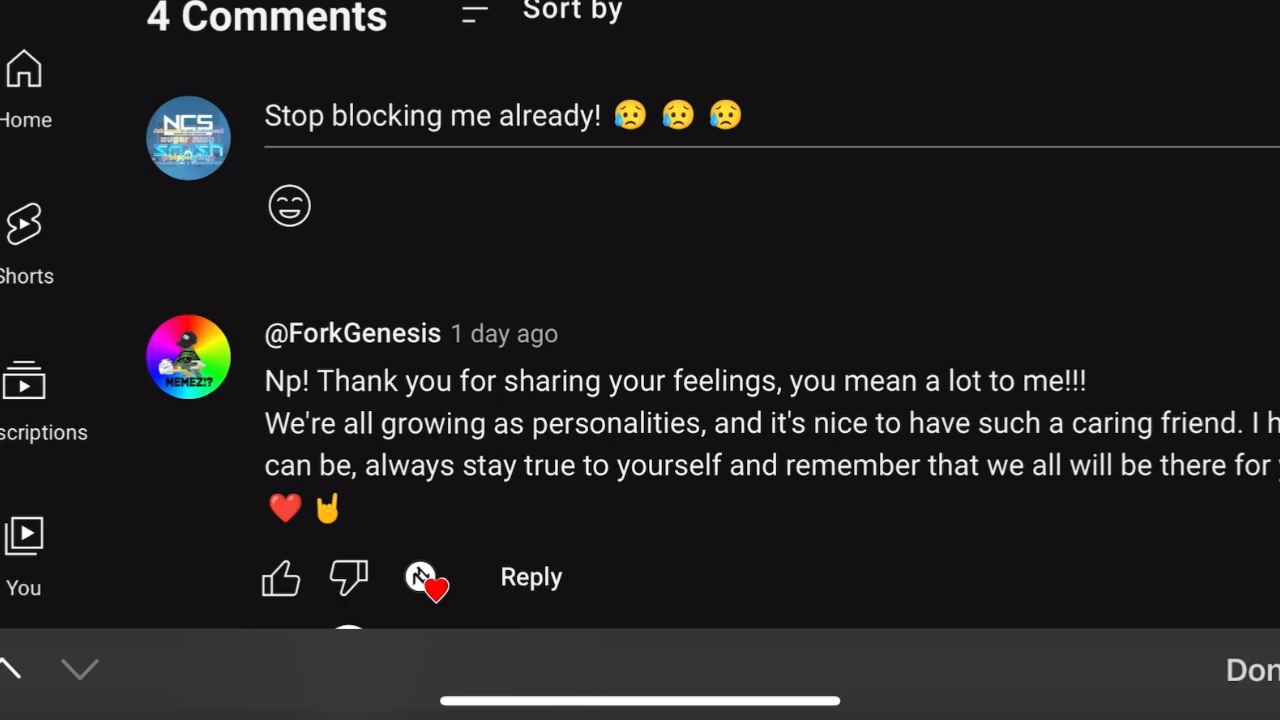 4 Comments
Sort by
Home
Stop blocking me already! 😥 😥 😥
NCS
Shorts
@ForkGenesis 1 day ago
Np! Thank you for sharing your feelings, you mean a lot to me!!!
MEMEZ!?
We're all growing as personalities, and it's nice to have such a caring friend. I h
scriptions
can be, always stay true to yourself and remember that we all will be there for
❤️ 🤘
You
Reply
Don